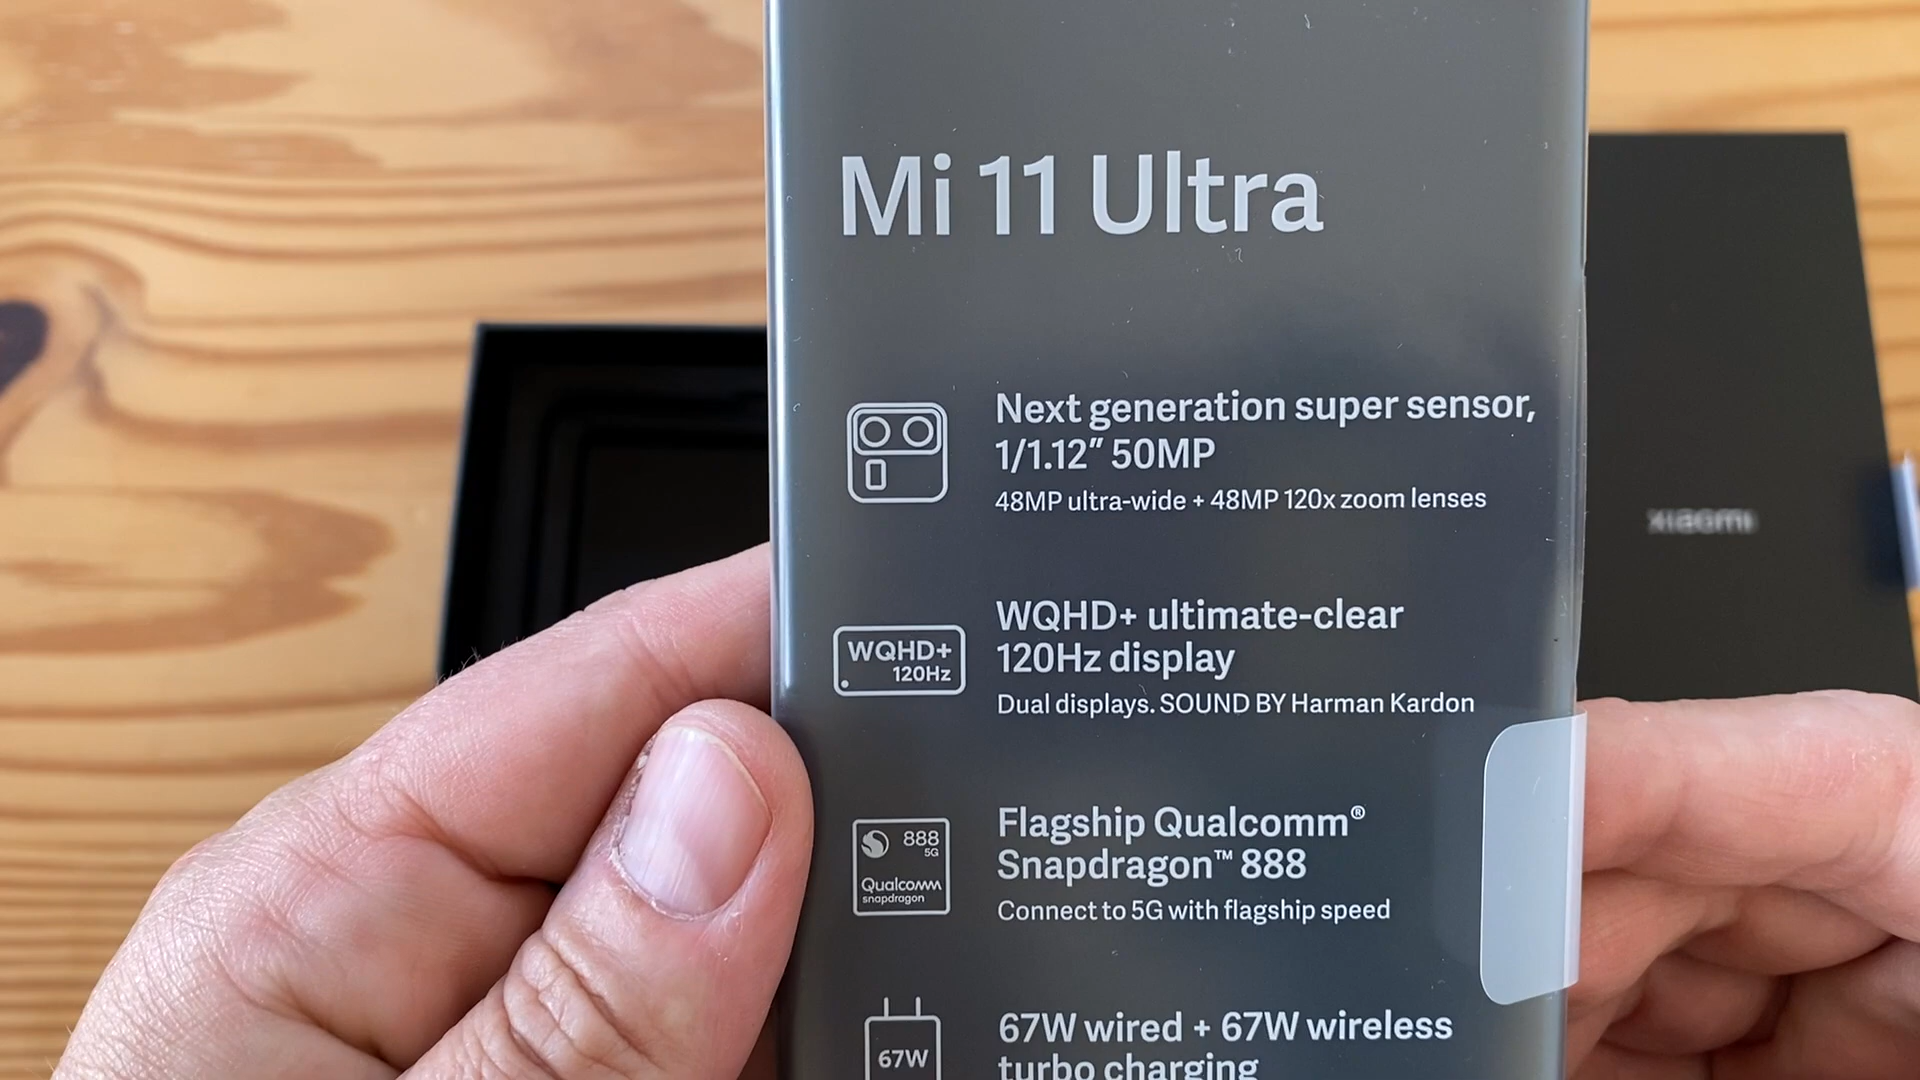 Mi 11 Ultra
Next generation super sensor,
1/1.12” 50MP
48MP ultra-wide + 48MP 120x zoom lenses
WQHD+
120Hz
WQHD+ ultimate-clear
120Hz display
Dual displays. SOUND BY Harman Kardon
888
5G
Qualcomm
snapdragon
Flagship Qualcomm®
Snapdragon™ 888
Connect to 5G with flagship speed
67W
67W wired + 67W wireless
turbo charging
xiaomi